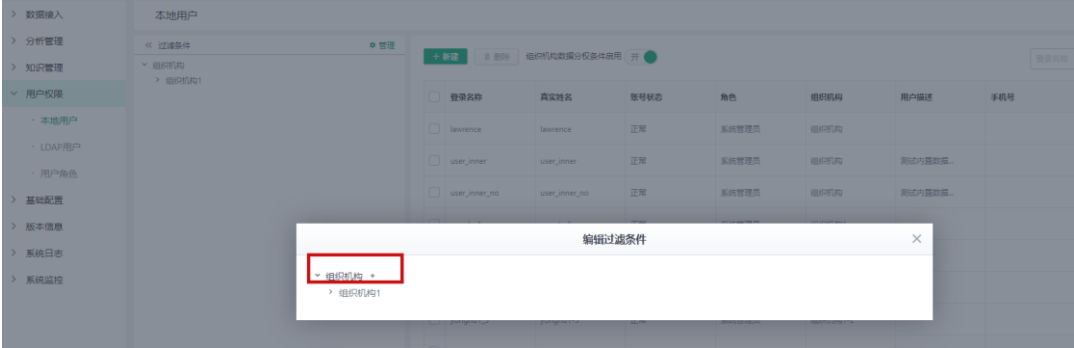 数据接入
分析管理
知识管理
用户权限
本地用户
LDAP用户
用户角色
基础配置
版本信息
系统日志
系统监控
本地用户
过滤条件 管理
组织机构
组织机构1
+ 新建 删除 组织机构数据分权条件启用 开
登录名称 真实姓名 账号状态 角色 组织机构 用户描述 手机号
lawrence lawrence 正常 系统管理员 组织机构
user_inner user_inner 正常 系统管理员 组织机构 测试内置数据...
user_inner_no user_inner_no 正常 系统管理员 组织机构 测试内置数据...
编辑过滤条件
组织机构 +
组织机构1